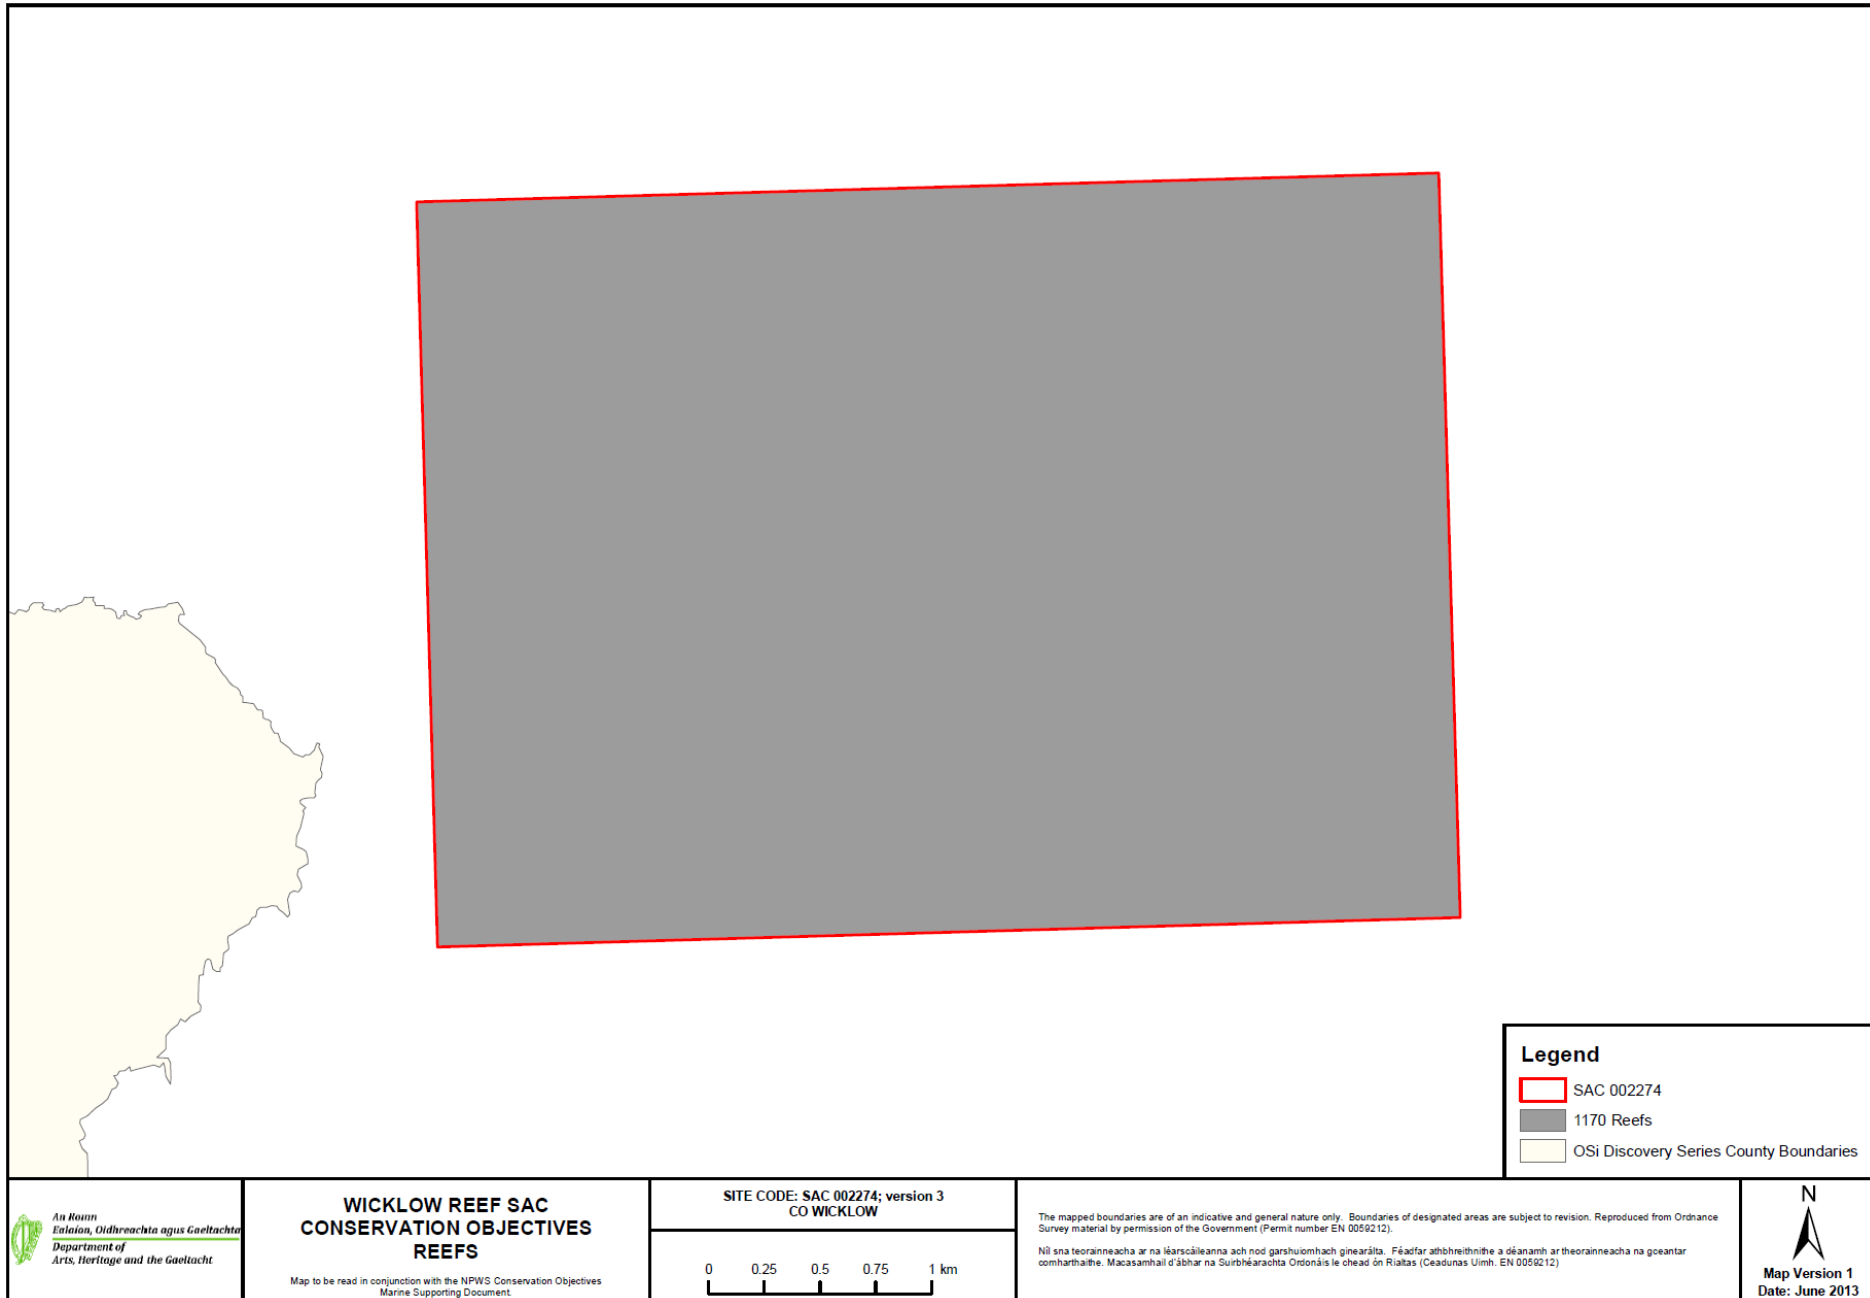 Legend
SAC 002274
1170 Reefs
OSi Discovery Series County Boundaries
An Roinn
Ealaíon, Oidhreachta agus Gaeltachta
Department of
Arts, Heritage and the Gaeltacht
WICKLOW REEF SAC
CONSERVATION OBJECTIVES
REEFS
Map to be read in conjunction with the NPWS Conservation Objectives
Marine Supporting Document.
SITE CODE: SAC 002274; version 3
CO WICKLOW
0 0.25 0.5 0.75 1 km
The mapped boundaries are of an indicative and general nature only. Boundaries of designated areas are subject to revision. Reproduced from Ordnance
Survey material by permission of the Government (Permit number EN 0059212).
Níl sna teorainneacha ar na léarscáileanna ach nod garshuiomhach ginearálta. Féadfar athbhreithnithe a déanamh ar theorainneacha na gceantar
comharthaithe. Macasamhail d'ábhar na Suirbhéarachta Ordonáis le chead ón Rialtas (Ceadunas Uimh. EN 0059212)
N
Map Version 1
Date: June 2013